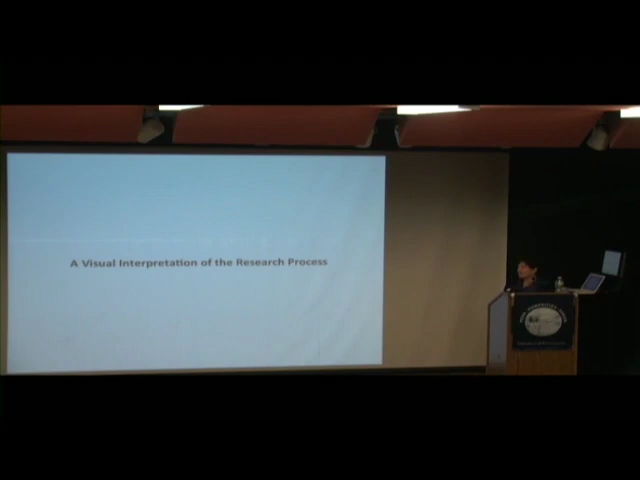 A Visual Interpretation of the Research Process